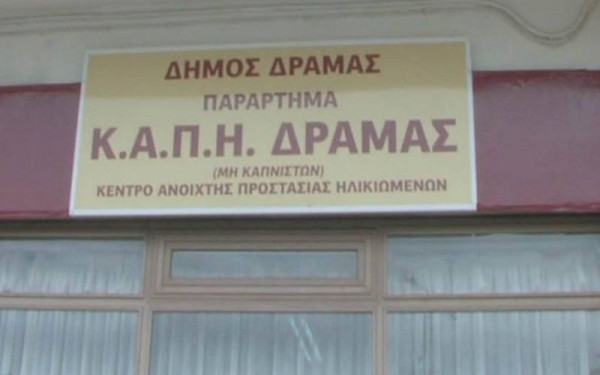 ΔΗΜΟΣ ΔΡΑΜΑΣ
ΠΑΡΑΡΤΗΜΑ
Κ.Α.Π.Η. ΔΡΑΜΑΣ
(ΜΗ ΚΑΠΝΙΣΤΩΝ)
ΚΕΝΤΡΟ ΑΝΟΙΧΤΗΣ ΠΡΟΣΤΑΣΙΑΣ ΗΛΙΚΙΩΜΕΝΩΝ